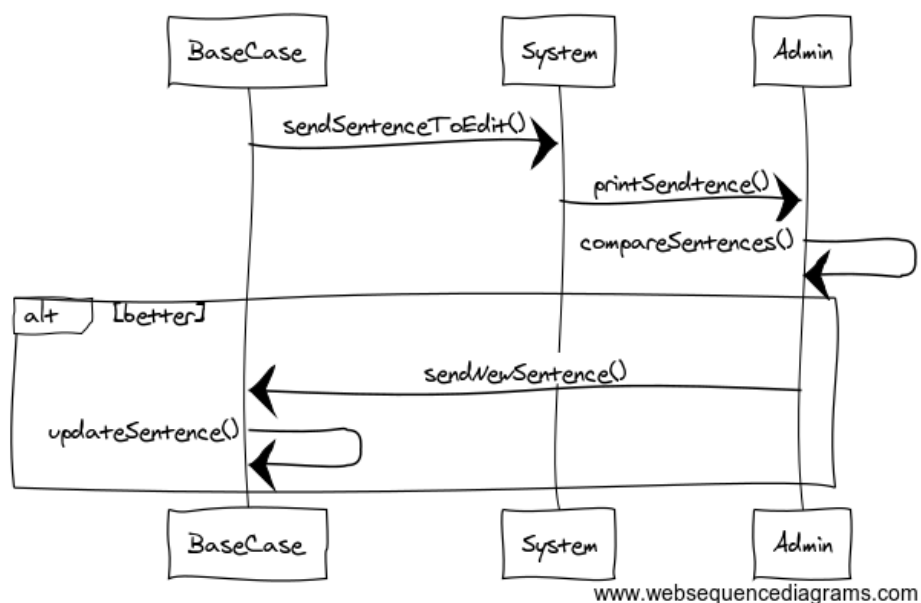 BaseCase
System
Admin
sendSentenceToEdit()
printSendtence()
compareSentences()
alt
[better]
sendNewSentence()
updateSentence()
BaseCase
System
Admin
www.websequencediagrams.com